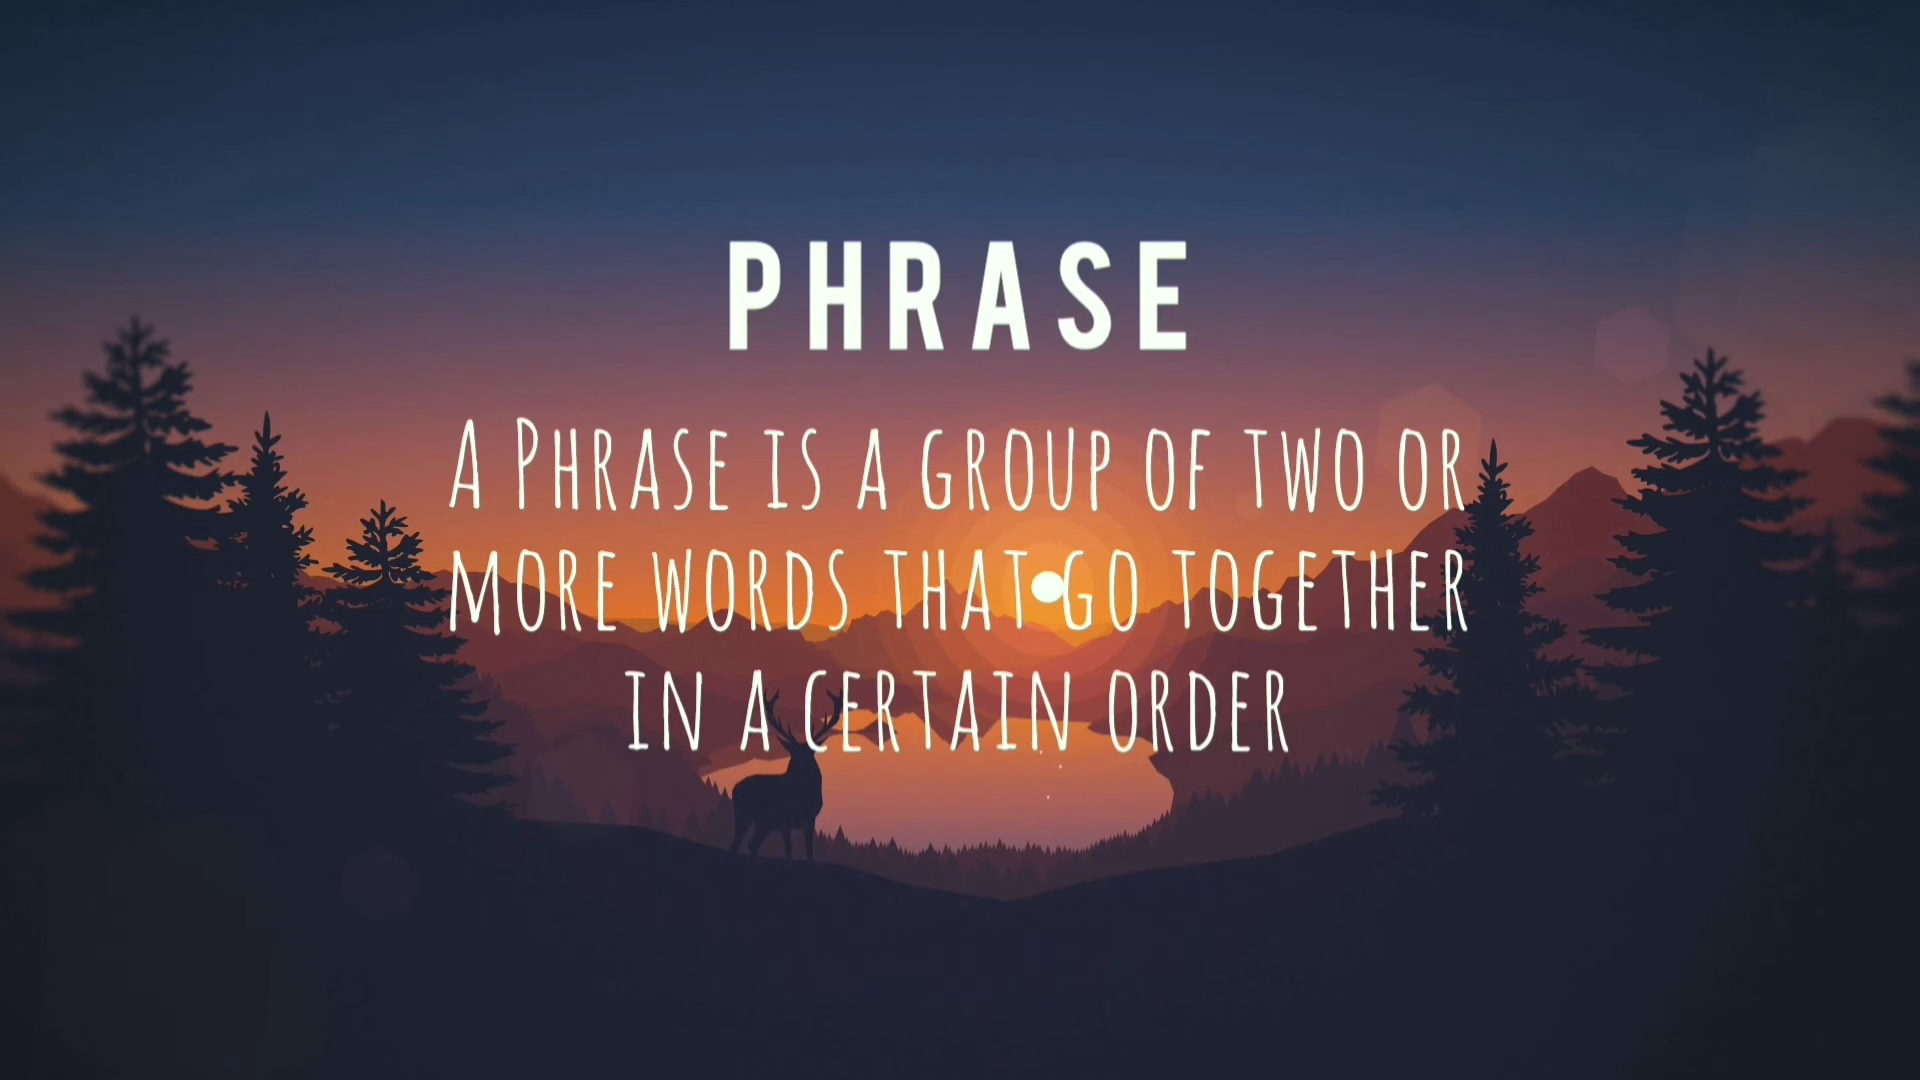 PHRASE
A PHRASE IS A GROUP OF TWO OR
MORE WORDS THAT GO TOGETHER
IN A CERTAIN ORDER